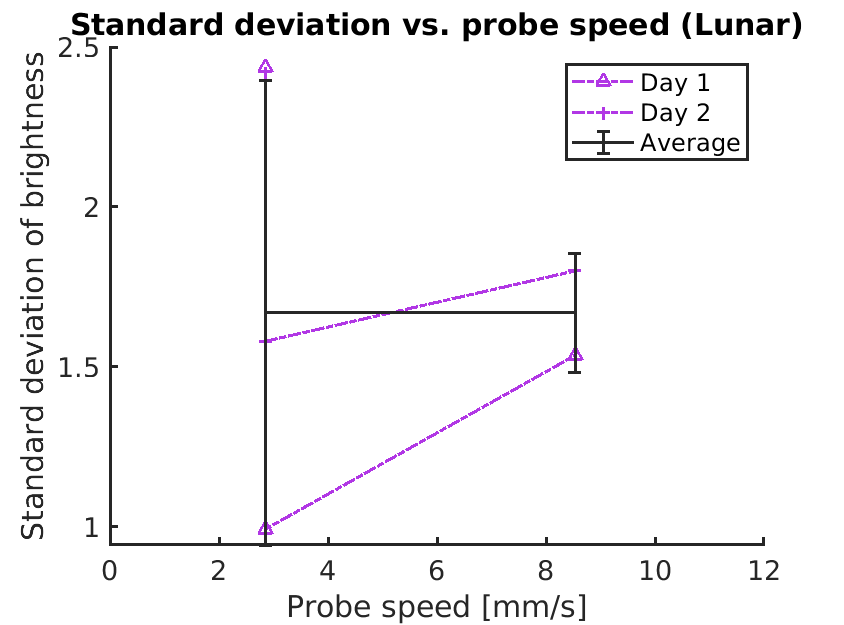 Standard deviation vs. probe speed (Lunar)
Standard deviation of brightness
2.5
2
1.5
1
Day 1
Day 2
Average
0 2 4 6 8 10 12
Probe speed [mm/s]